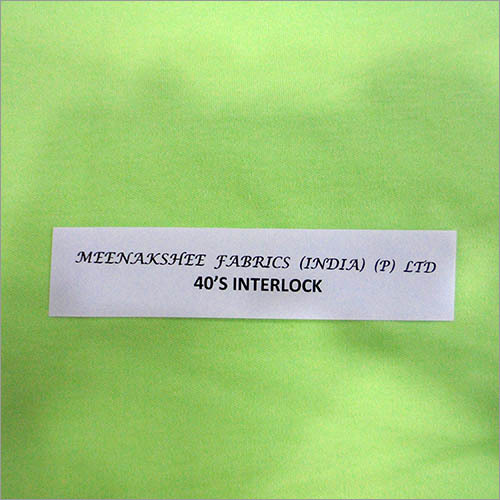 MEENAKSHEE FABRICS (INDIA) (P) LTD
40'S INTERLOCK